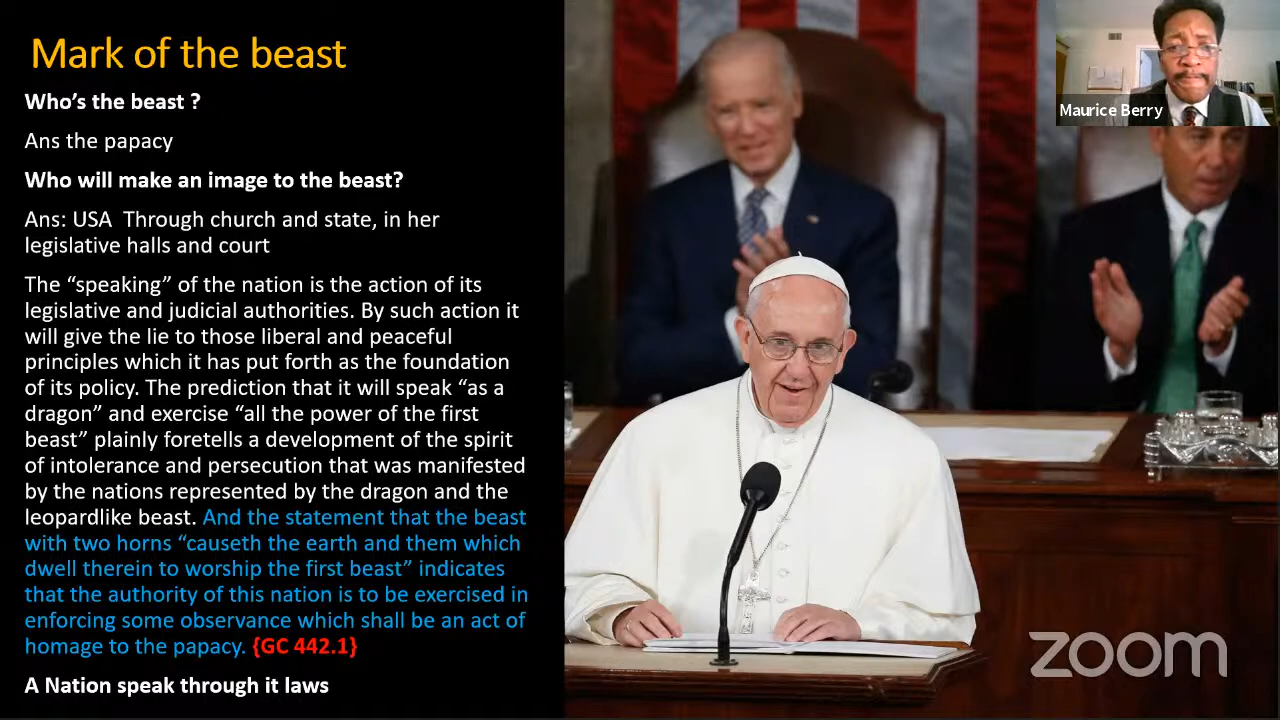 Mark of the beast
Who's the beast ?
Ans the papacy
Who will make an image to the beast?
Ans: USA  Through church and state, in her
legislative halls and court
The “speaking” of the nation is the action of its
legislative and judicial authorities. By such action it
will give the lie to those liberal and peaceful
principles which it has put forth as the foundation
of its policy. The prediction that it will speak “as a
dragon” and exercise “all the power of the first
beast” plainly foretells a development of the spirit
of intolerance and persecution that was manifested
by the nations represented by the dragon and the
leopardlike beast. And the statement that the beast
with two horns “causeth the earth and them which
dwell therein to worship the first beast” indicates
that the authority of this nation is to be exercised in
enforcing some observance which shall be an act of
homage to the papacy. {GC 442.1}
A Nation speak through it laws
Maurice Berry
zoom